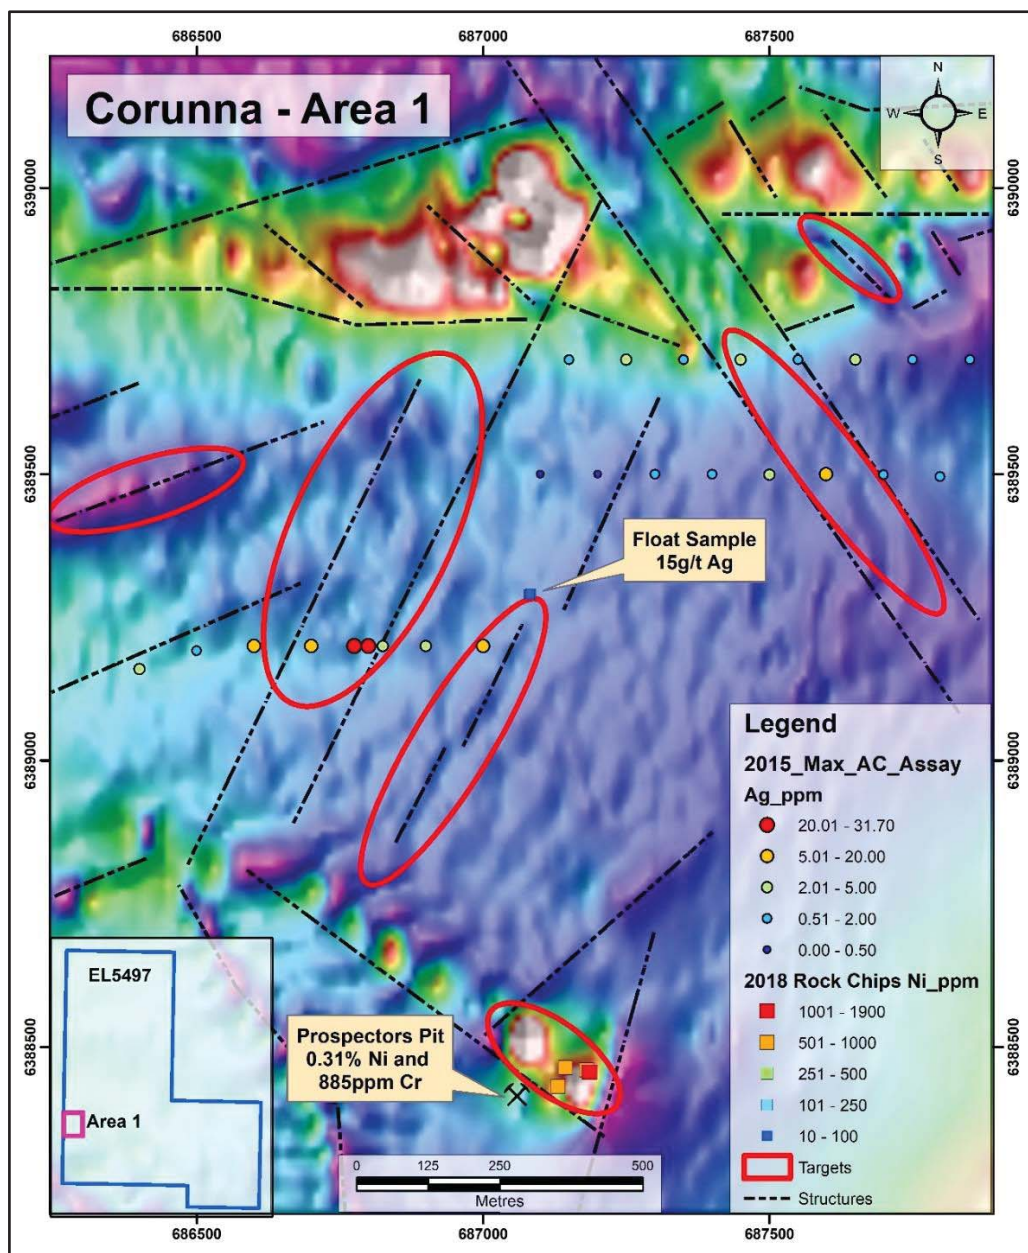 686500
687000
687500
Corunna - Area 1
N
W
E
S
6390000
6390000
6389500
6389500
Float Sample
15g/t Ag
6389000
6389000
Legend
2015_Max_AC_Assay
Ag_ppm
20.01 - 31.70
5.01 - 20.00
2.01 - 5.00
0.51 - 2.00
0.00 - 0.50
2018 Rock Chips Ni_ppm
1001 - 1900
501 - 1000
251 - 500
101 - 250
10 - 100
Targets
Structures
EL5497
Area 1
Prospectors Pit
0.31% Ni and
885ppm Cr
6388500
6388500
0 125 250 500
Metres
686500
687000
687500